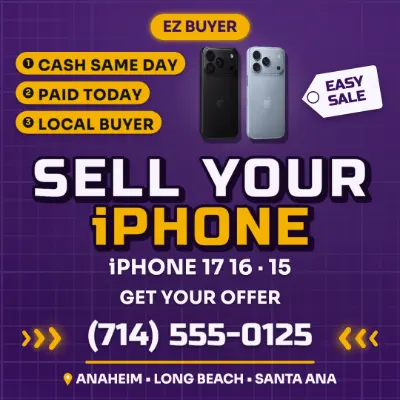 EZ BUYER
1 CASH SAME DAY
2 PAID TODAY
3 LOCAL BUYER
EASY
SALE
SELL YOUR
iPHONE
iPHONE 17 16 · 15
GET YOUR OFFER
(714) 555-0125
ANAHEIM • LONG BEACH • SANTA ANA